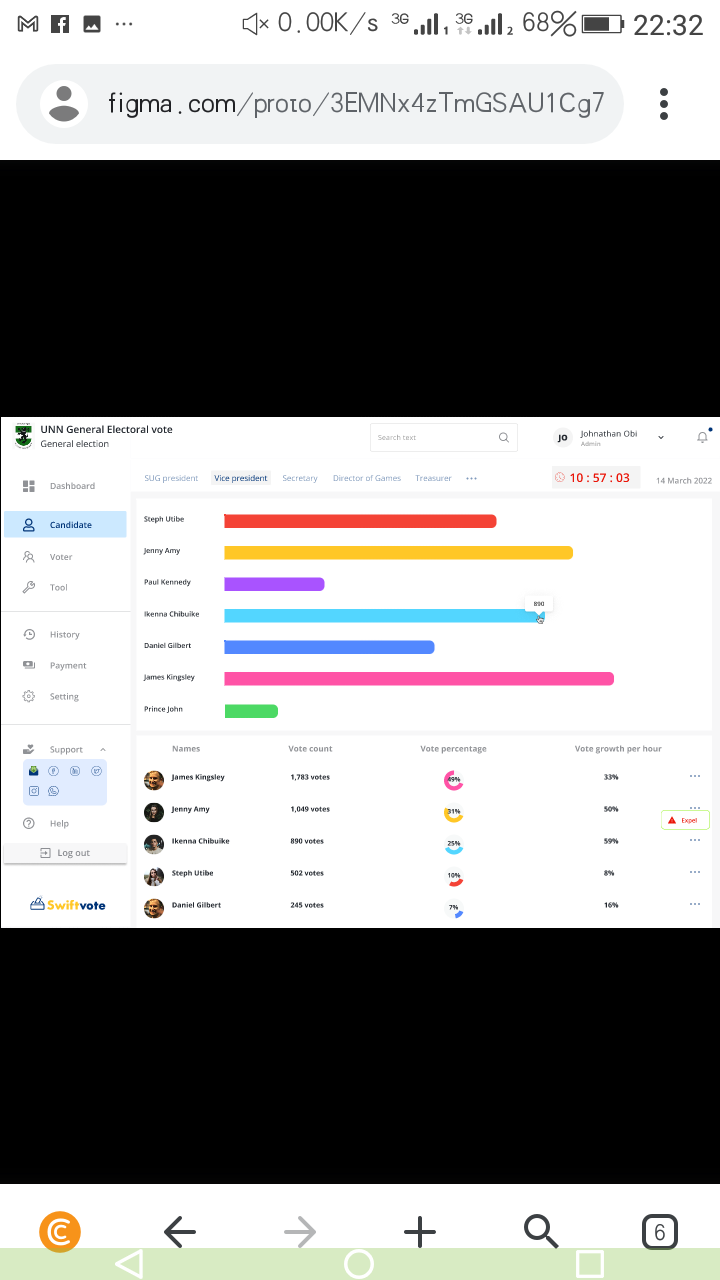 0.00K/s 3G 1 3G 2 68% 22:32
figma.com/proto/3EMNx4zTmGSAU1Cg7
UNN General Electoral vote
General election
Search text
JO
Johnathan Obi
Admin
SUG president Vice president Secretary Director of Games Treasurer
10 : 57 : 03
14 March 2022
Dashboard
Candidate
Voter
Tool
History
Payment
Setting
Support
Help
Log out
Swiftvote
Steph Utibe
Jenny Amy
Paul Kennedy
Ikenna Chibuike
890
Daniel Gilbert
James Kingsley
Prince John
Names Vote count Vote percentage Vote growth per hour
James Kingsley 1,783 votes 49% 33%
Jenny Amy 1,049 votes 31% 50%
Expel
Ikenna Chibuike 890 votes 25% 59%
Steph Utibe 502 votes 10% 8%
Daniel Gilbert 245 votes 7% 16%
6